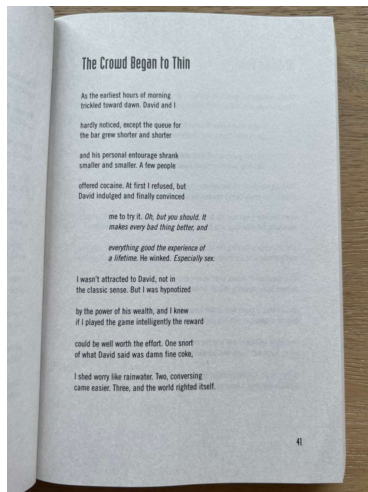 The Crowd Began to Thin
As the earliest hours of morning
trickled toward dawn. David and I
hardly noticed, except the queue for
the bar grew shorter and shorter
and his personal entourage shrank
smaller and smaller. A few people
offered cocaine. At first I refused, but
David indulged and finally convinced
me to try it. Oh, but you should. It
makes every bad thing better, and
everything good the experience of
a lifetime. He winked. Especially sex.
I wasn't attracted to David, not in
the classic sense. But I was hypnotized
by the power of his wealth, and I knew
if I played the game intelligently the reward
could be well worth the effort. One snort
of what David said was damn fine coke,
I shed worry like rainwater. Two, conversing
came easier. Three, and the world righted itself.
41